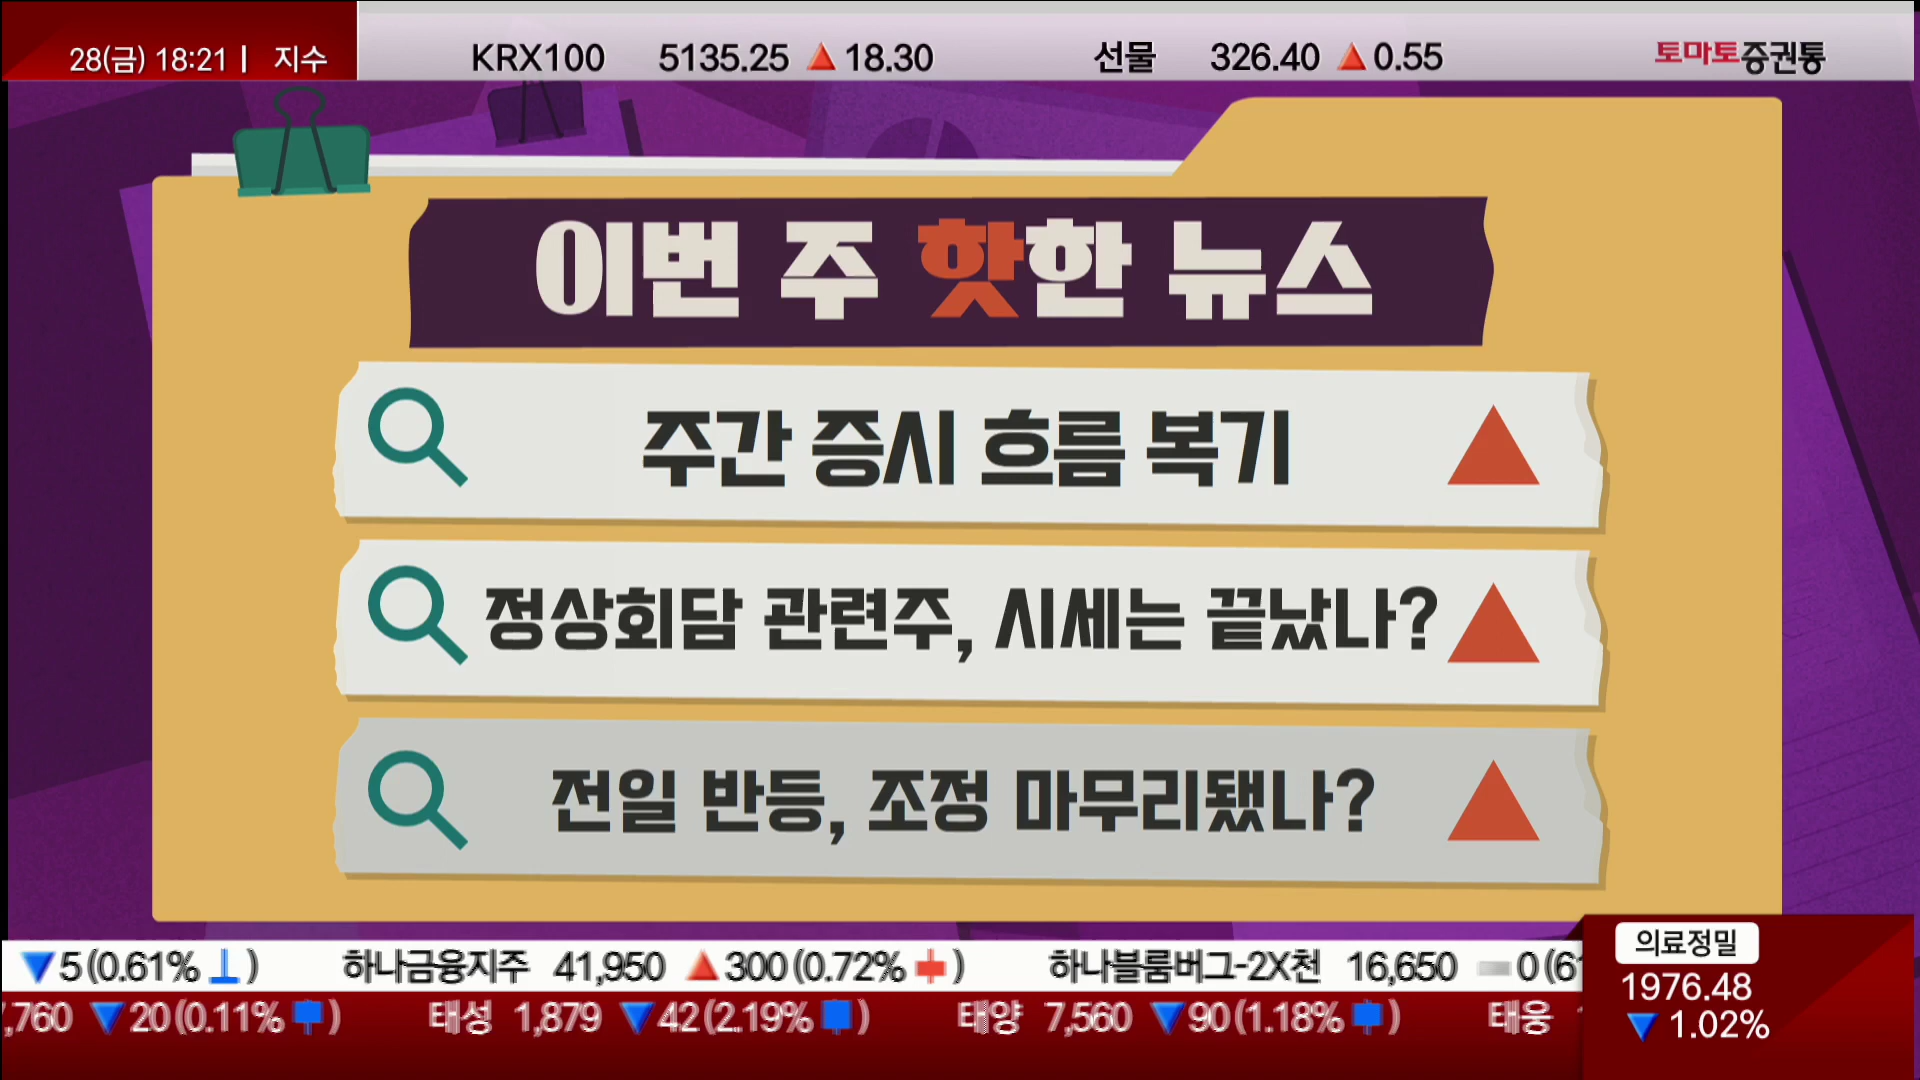 28(금) 18:21 | 지수 KRX100 5135.25 ▲ 18.30 선물 326.40 ▲ 0.55 토마토증권통
이번 주 핫한 뉴스
주간 증시 흐름 복기 ▲
정상회담 관련주, 시세는 끝났나? ▲
전일 반등, 조정 마무리됐나? ▲
▼ 5(0.61%) 하나금융지주 41,950 ▲ 300(0.72%) 하나블룸버그-2X천 16,650 0(
,760 ▼ 20(0.11%) 태성 1,879 ▼ 42(2.19%) 태양 7,560 ▼ 90(1.18%) 태웅
의료정밀
1976.48
▼ 1.02%